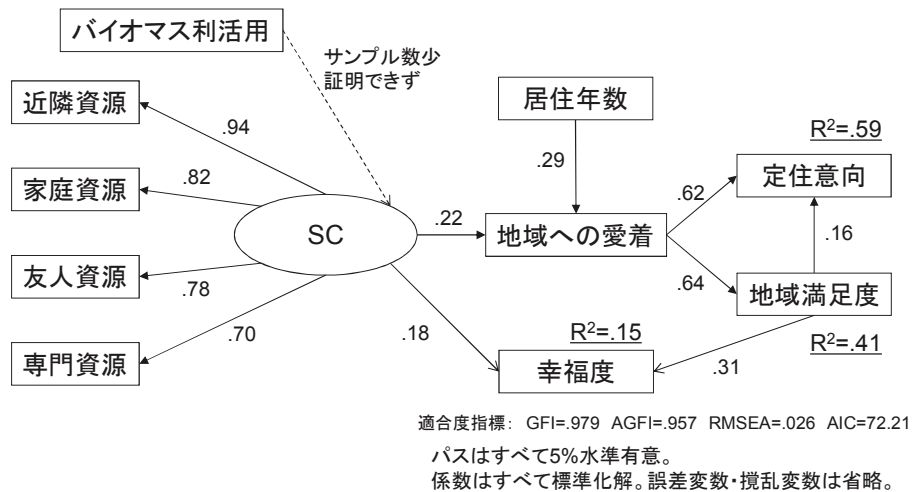 バイオマス利活用
サンプル数少
証明できず
近隣資源
家庭資源
友人資源
専門資源
.94
.82
.78
.70
SC
.22
.18
居住年数
.29
地域への愛着
.62
.64
R²=.59
定住意向
.16
地域満足度
R²=.41
.31
R²=.15
幸福度
適合度指標: GFI=.979 AGFI=.957 RMSEA=.026 AIC=72.21
パスはすべて5%水準有意。
係数はすべて標準化解。誤差変数・撹乱変数は省略。